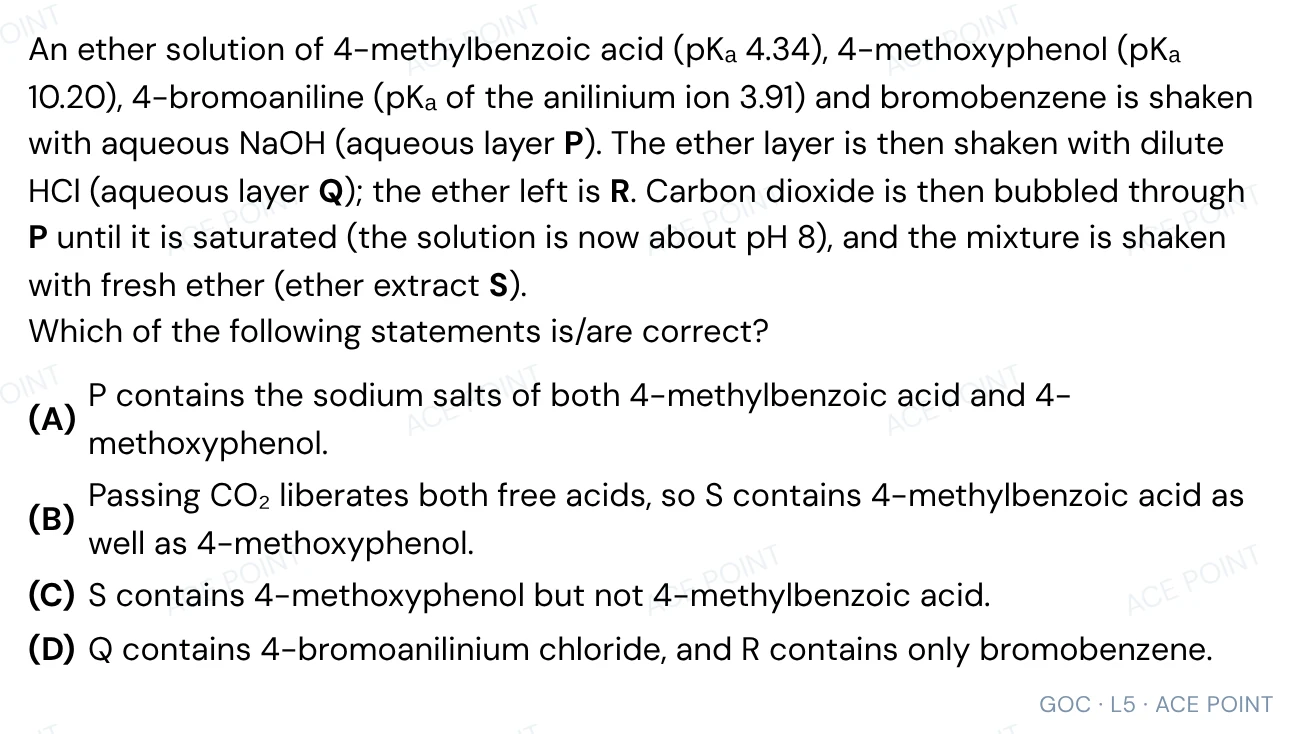 An ether solution of 4-methylbenzoic acid (pKₐ 4.34), 4-methoxyphenol (pKₐ
10.20), 4-bromoaniline (pKₐ of the anilinium ion 3.91) and bromobenzene is shaken
with aqueous NaOH (aqueous layer P). The ether layer is then shaken with dilute
HCl (aqueous layer Q); the ether left is R. Carbon dioxide is then bubbled through
P until it is saturated (the solution is now about pH 8), and the mixture is shaken
with fresh ether (ether extract S).
Which of the following statements is/are correct?
(A) P contains the sodium salts of both 4-methylbenzoic acid and 4-
methoxyphenol.
(B) Passing CO₂ liberates both free acids, so S contains 4-methylbenzoic acid as
well as 4-methoxyphenol.
(C) S contains 4-methoxyphenol but not 4-methylbenzoic acid.
(D) Q contains 4-bromoanilinium chloride, and R contains only bromobenzene.
GOC · L5 · ACE POINT